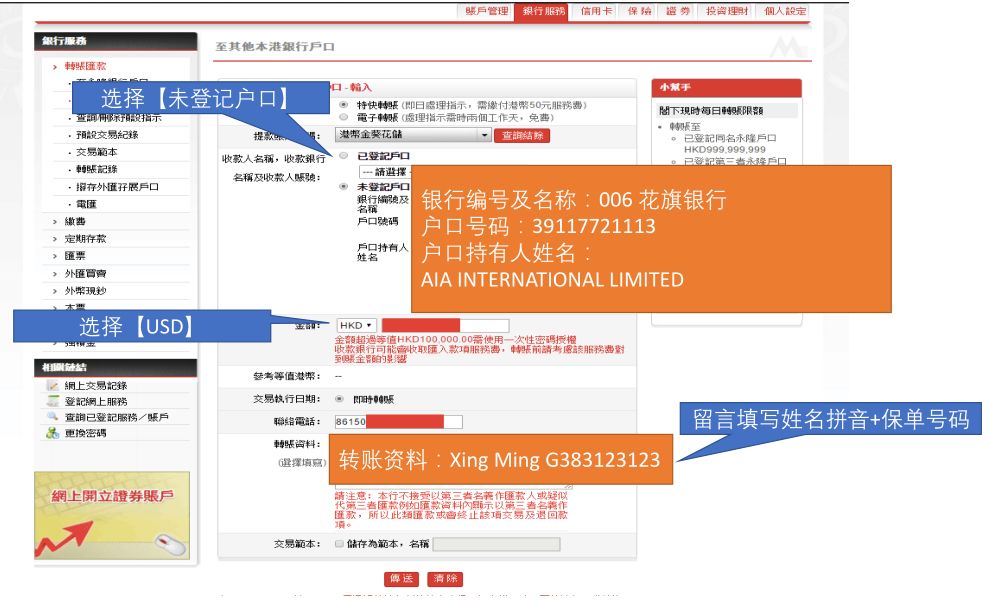 賬戶管理 銀行服務 信用卡 保 險 證 券 投資理財 個人設定
銀行服務
至其他本港銀行戶口
> 轉賬匯款
· 查詢/刪除預設指示
· 預設交易紀錄
· 交易範本
· 轉賬記錄
· 撥存外匯孖展戶口
· 電匯
> 繳費
> 定期存款
> 匯票
> 外匯買賣
> 外幣現鈔
> 本票
相關鏈結
網上交易記錄
登記網上服務
查詢已登記服務／賬戶
更換密碼
網上開立證券賬戶
选择【未登记户口】
口 - 輸入
特快轉賬 (即日處理指示，需繳付港幣50元服務費)
電子轉賬 (處理指示需時兩個工作天，免費)
港幣金葵花儲
查詢結餘
收款人名稱，收款銀行
名稱及收款人賬號：
已登記戶口
--- 請選擇 -
未登記戶口
銀行編號及
名稱
戶口號碼
戶口持有人
姓名
小幫手
閣下現時每日轉賬限額
• 轉賬至
○ 已登記同名永隆戶口
HKD999,999,999
○ 已登記第三者永隆戶口
银行编号及名称：006 花旗银行
户口号码：39117721113
户口持有人姓名：
AIA INTERNATIONAL LIMITED
选择【USD】
金額：
HKD
金額超過等值HKD100,000.00需使用一次性密碼授權
收款銀行可能會收取匯入款項服務費，轉賬前請考慮該服務費對
到賬金額的影響
參考等值港幣： --
交易執行日期： 即時轉賬
聯絡電話： 86150
轉賬資料：
(選擇填寫)
转账资料：Xing Ming G383123123
留言填写姓名拼音+保单号码
請注意：本行不接受以第三者名義作匯款人或疑似
代第三者匯款例如匯款資料內顯示以第三者名義作
匯款，所以此類匯款或會終止該項交易及退回款
項。
交易範本： 儲存為範本，名稱
傳 送 清 除